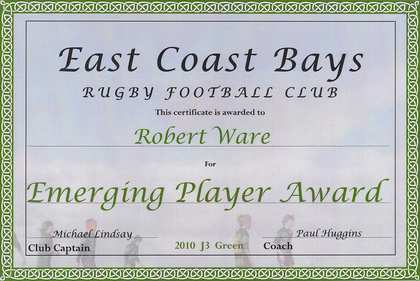 East Coast Bays
RUGBY FOOTBALL CLUB
This certificate is awarded to
Robert Ware
For
Emerging Player Award
Michael Lindsay Paul Huggins
Club Captain 2010 J3 Green Coach